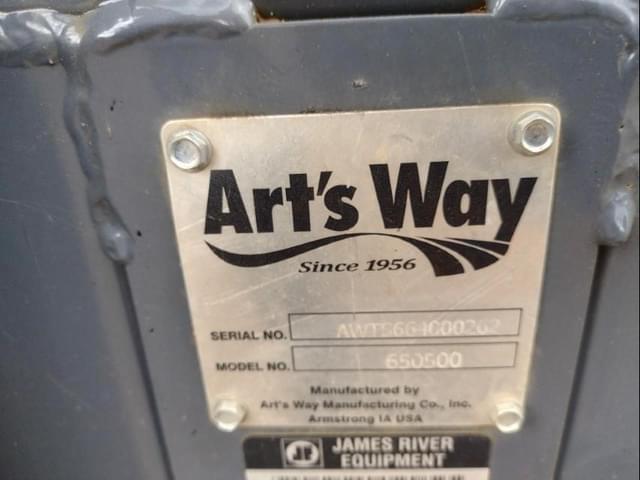 Art's Way
Since 1956
SERIAL NO.
MODEL NO. 650500
Manufactured by
Art's Way Manufacturing Co., Inc.
Armstrong IA USA
JR JAMES RIVER
EQUIPMENT